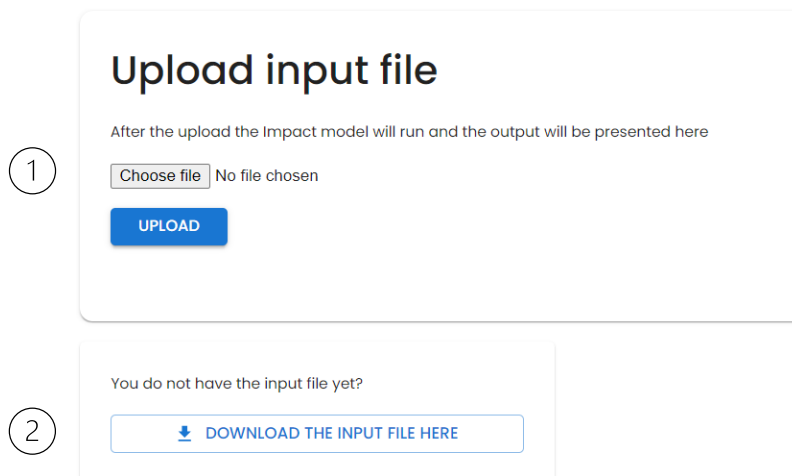 Upload input file
After the upload the Impact model will run and the output will be presented here
1
Choose file No file chosen
UPLOAD
You do not have the input file yet?
2
DOWNLOAD THE INPUT FILE HERE